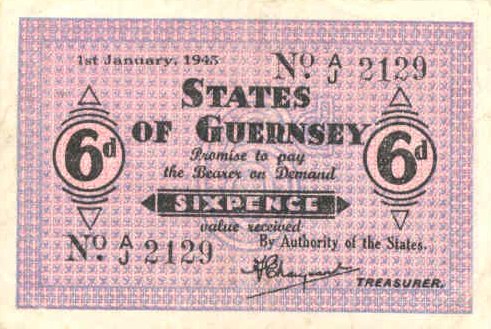 1st January, 1943
Nº A/J 2129
STATES
OF GUERNSEY
6d 6d
Promise to pay
the Bearer on Demand
SIXPENCE
value received
Nº A/J 2129
By Authority of the States.
TREASURER.